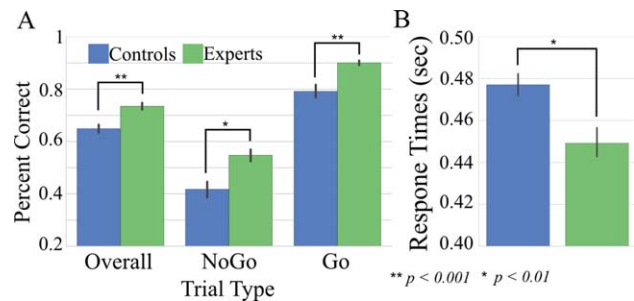 A
B
Percent Correct
1
0.8
0.6
0.4
0.2
Controls Experts
**
*
**
Overall NoGo Go
Trial Type
Respone Times (sec)
0.50
0.48
0.46
0.44
0.42
0.40
*
** p < 0.001 * p < 0.01